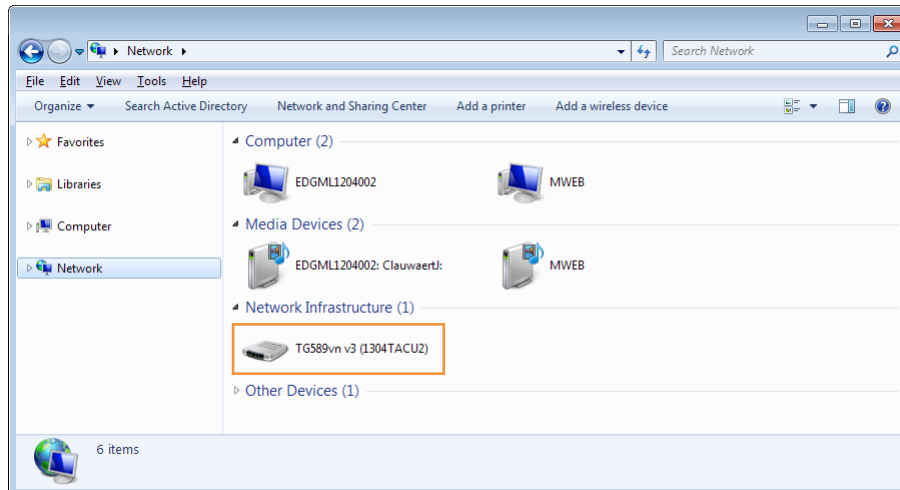 Network
Search Network
File Edit View Tools Help
Organize Search Active Directory Network and Sharing Center Add a printer Add a wireless device
Favorites
Libraries
Computer
Network
Computer (2)
EDGML1204002 MWEB
Media Devices (2)
EDGML1204002: ClauwaertJ: MWEB
Network Infrastructure (1)
TG589vn v3 (1304TACU2)
Other Devices (1)
6 items